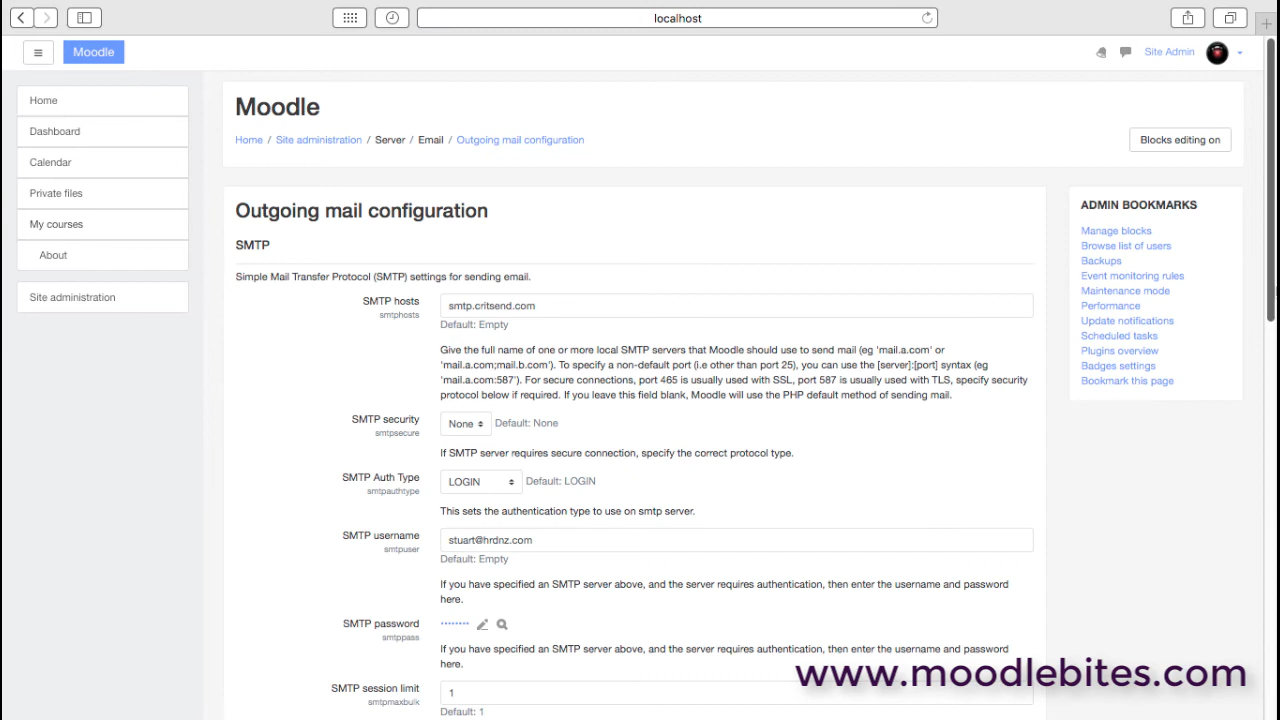 localhost
Moodle
Site Admin
Home
Dashboard
Calendar
Private files
My courses
About
Site administration
Moodle
Home / Site administration / Server / Email / Outgoing mail configuration
Blocks editing on
Outgoing mail configuration
SMTP
Simple Mail Transfer Protocol (SMTP) settings for sending email.
SMTP hosts
smtphosts
smtp.critsend.com
Default: Empty
Give the full name of one or more local SMTP servers that Moodle should use to send mail (eg 'mail.a.com' or
'mail.a.com;mail.b.com'). To specify a non-default port (i.e other than port 25), you can use the [server]:[port] syntax (eg
'mail.a.com:587'). For secure connections, port 465 is usually used with SSL, port 587 is usually used with TLS, specify security
protocol below if required. If you leave this field blank, Moodle will use the PHP default method of sending mail.
SMTP security
smtpsecure
None Default: None
If SMTP server requires secure connection, specify the correct protocol type.
SMTP Auth Type
smtpauthtype
LOGIN Default: LOGIN
This sets the authentication type to use on smtp server.
SMTP username
smtpuser
stuart@hrdnz.com
Default: Empty
If you have specified an SMTP server above, and the server requires authentication, then enter the username and password
here.
SMTP password
smtppass
••••••••
If you have specified an SMTP server above, and the server requires authentication, then enter the username and password
here.
SMTP session limit
smtpmaxbulk
1
Default: 1
ADMIN BOOKMARKS
Manage blocks
Browse list of users
Backups
Event monitoring rules
Maintenance mode
Performance
Update notifications
Scheduled tasks
Plugins overview
Badges settings
Bookmark this page
www.moodlebites.com